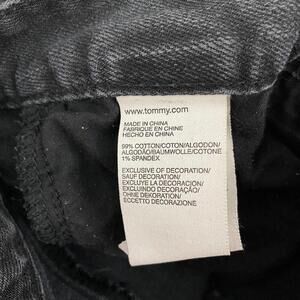 www.tommy.com
MADE IN CHINA
FABRIQUE EN CHINE
HECHO EN CHINA
99% COTTON/COTON/ALGODON/
ALGODÃO/BAUMWOLLE/COTONE
1% SPANDEX
EXCLUSIVE OF DECORATION/
SAUF DECORATION/
EXCLUYE LA DECORACION/
EXCLUINDO DECORAÇÃO/
OHNE DEKORATION/
ECCETTO DECORAZIONE